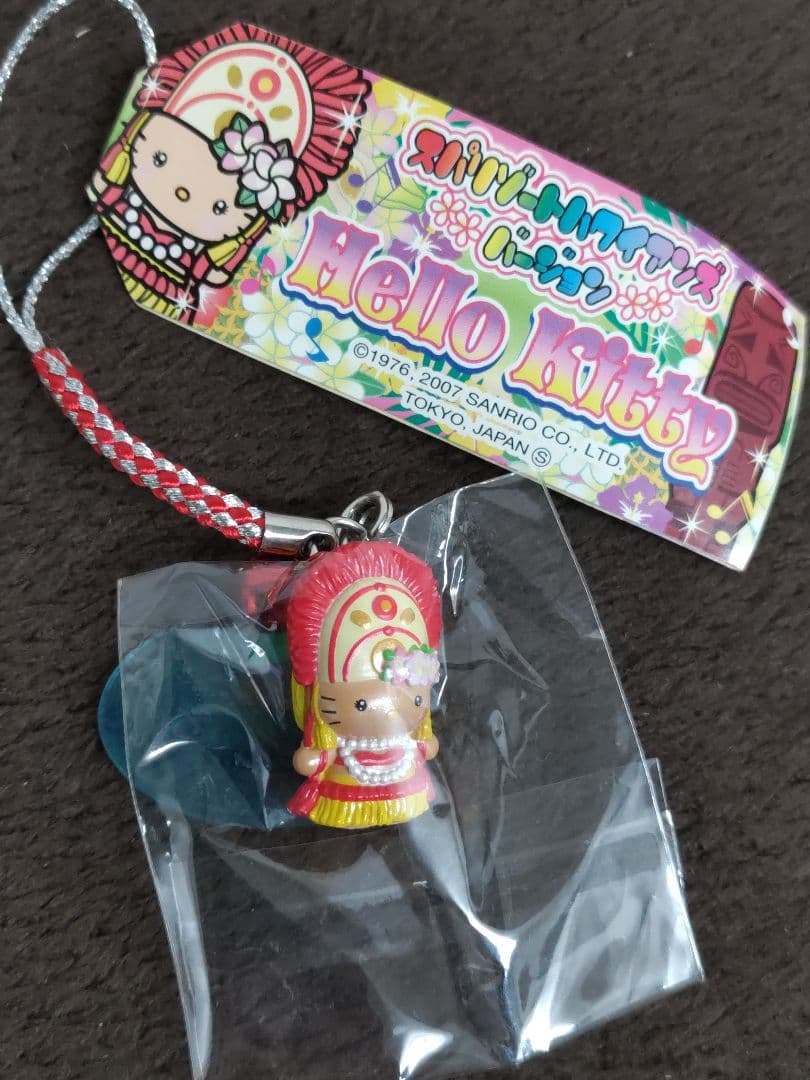 スパリゾートハワイアンズ
バージョン
Hello Kitty
©1976, 2007 SANRIO CO., LTD.
TOKYO, JAPAN Ⓢ